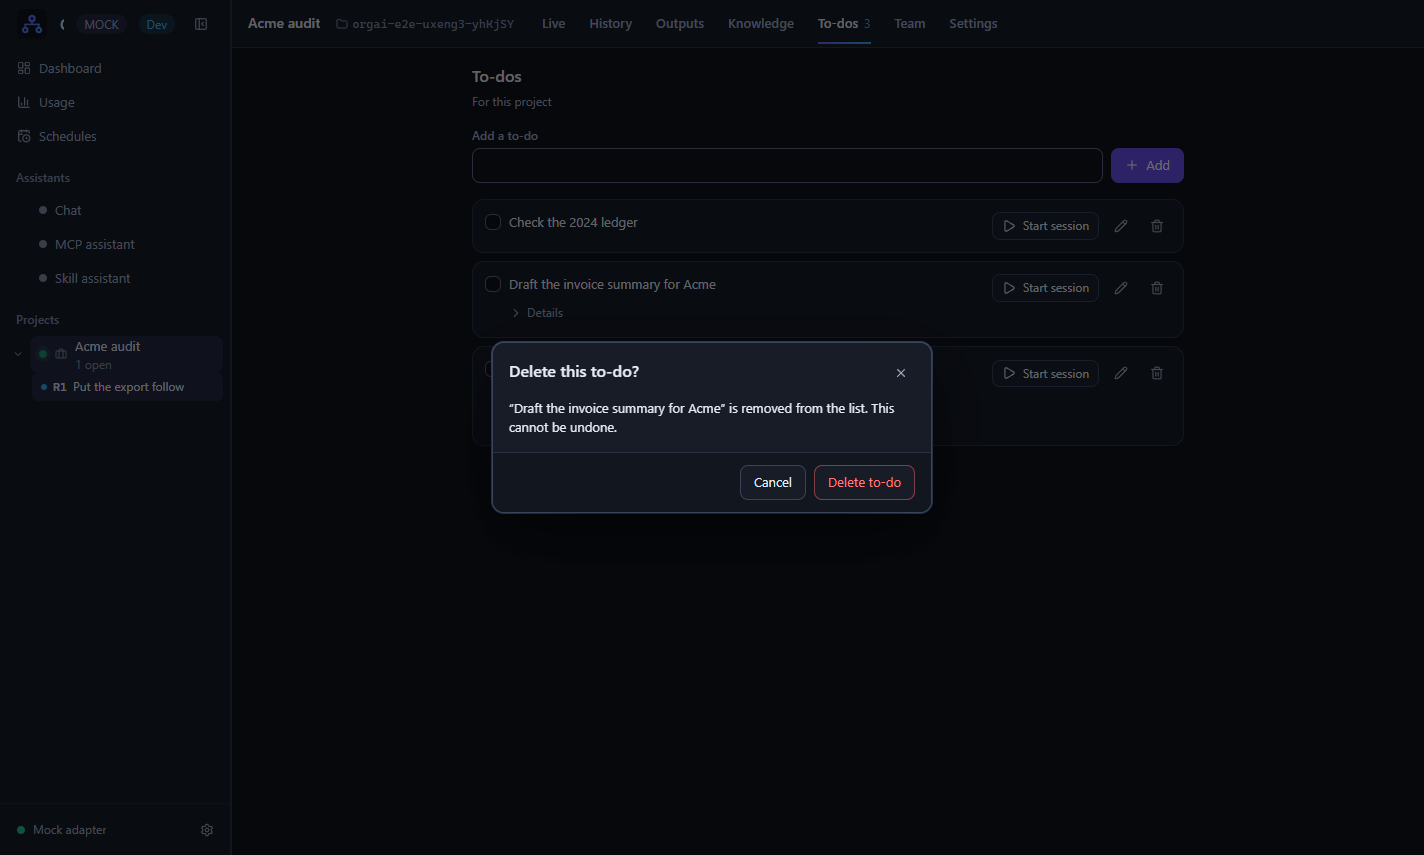 MOCK
Dev
Dashboard
Usage
Schedules
Assistants
Chat
MCP assistant
Skill assistant
Projects
Acme audit
1 open
R1 Put the export follow
Mock adapter
Acme audit
orgai-e2e-uxeng3-yhKjSY
Live
History
Outputs
Knowledge
To-dos 3
Team
Settings
To-dos
For this project
Add a to-do
Add
Check the 2024 ledger
Start session
Draft the invoice summary for Acme
Start session
Details
Start session
Delete this to-do?
“Draft the invoice summary for Acme” is removed from the list. This
cannot be undone.
Cancel
Delete to-do